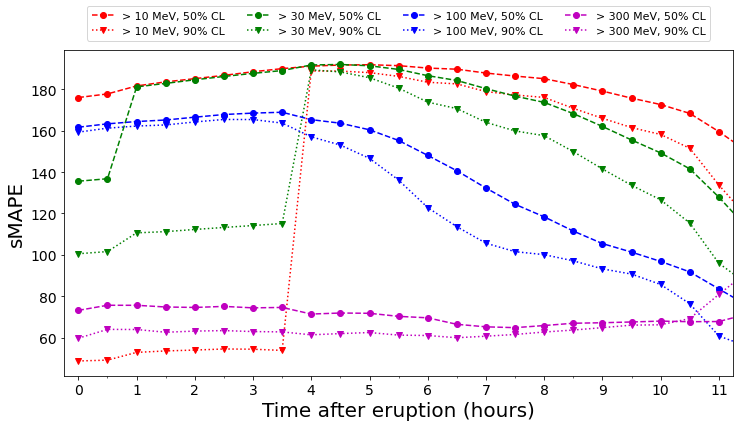 > 10 MeV, 50% CL
> 10 MeV, 90% CL
> 30 MeV, 50% CL
> 30 MeV, 90% CL
> 100 MeV, 50% CL
> 100 MeV, 90% CL
> 300 MeV, 50% CL
> 300 MeV, 90% CL
sMAPE
180
160
140
120
100
80
60
0 1 2 3 4 5 6 7 8 9 10 11
Time after eruption (hours)